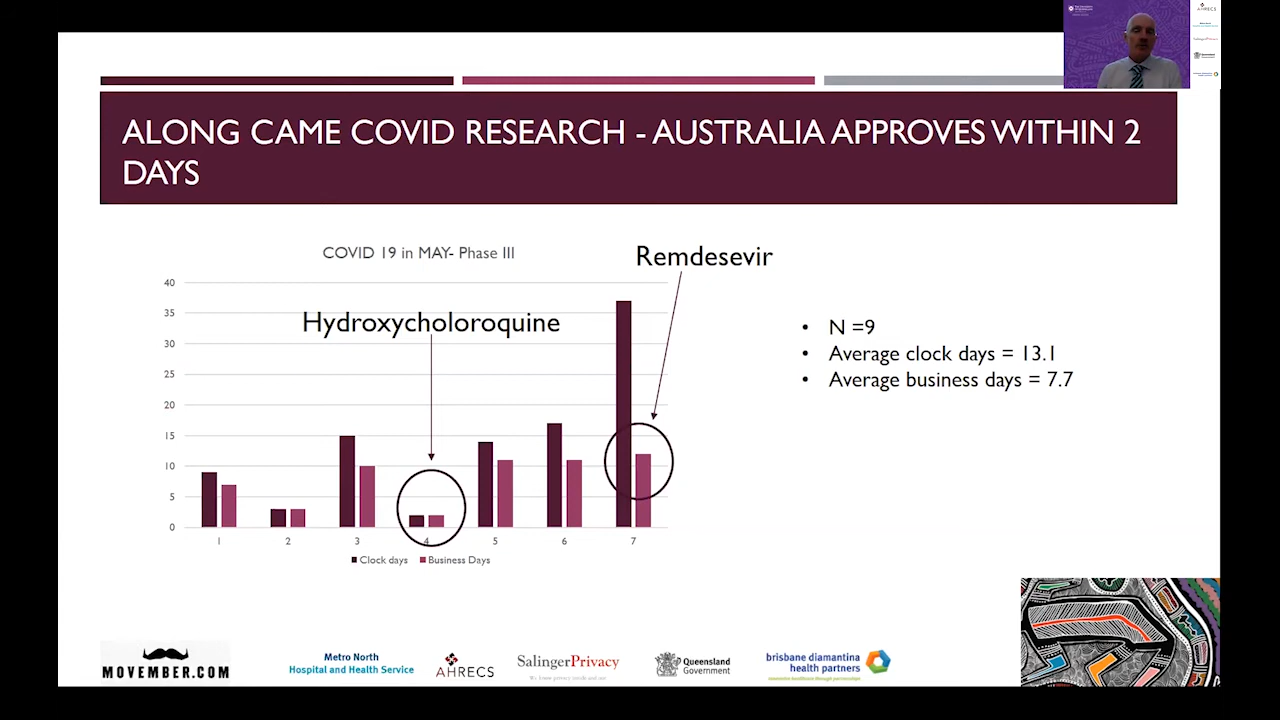 ALONG CAME COVID RESEARCH - AUSTRALIA APPROVES WITHIN 2
DAYS
COVID 19 in MAY- Phase III
Remdesevir
Hydroxycholoroquine
40
35
30
25
20
15
10
5
0
1 2 3 4 5 6 7
Clock days Business Days
• N =9
• Average clock days = 13.1
• Average business days = 7.7
MOVEMBER.COM
Metro North
Hospital and Health Service
AHRECS
SalingerPrivacy
Queensland
Government
brisbane diamantina
health partners
AHRECS
SalingerPrivacy